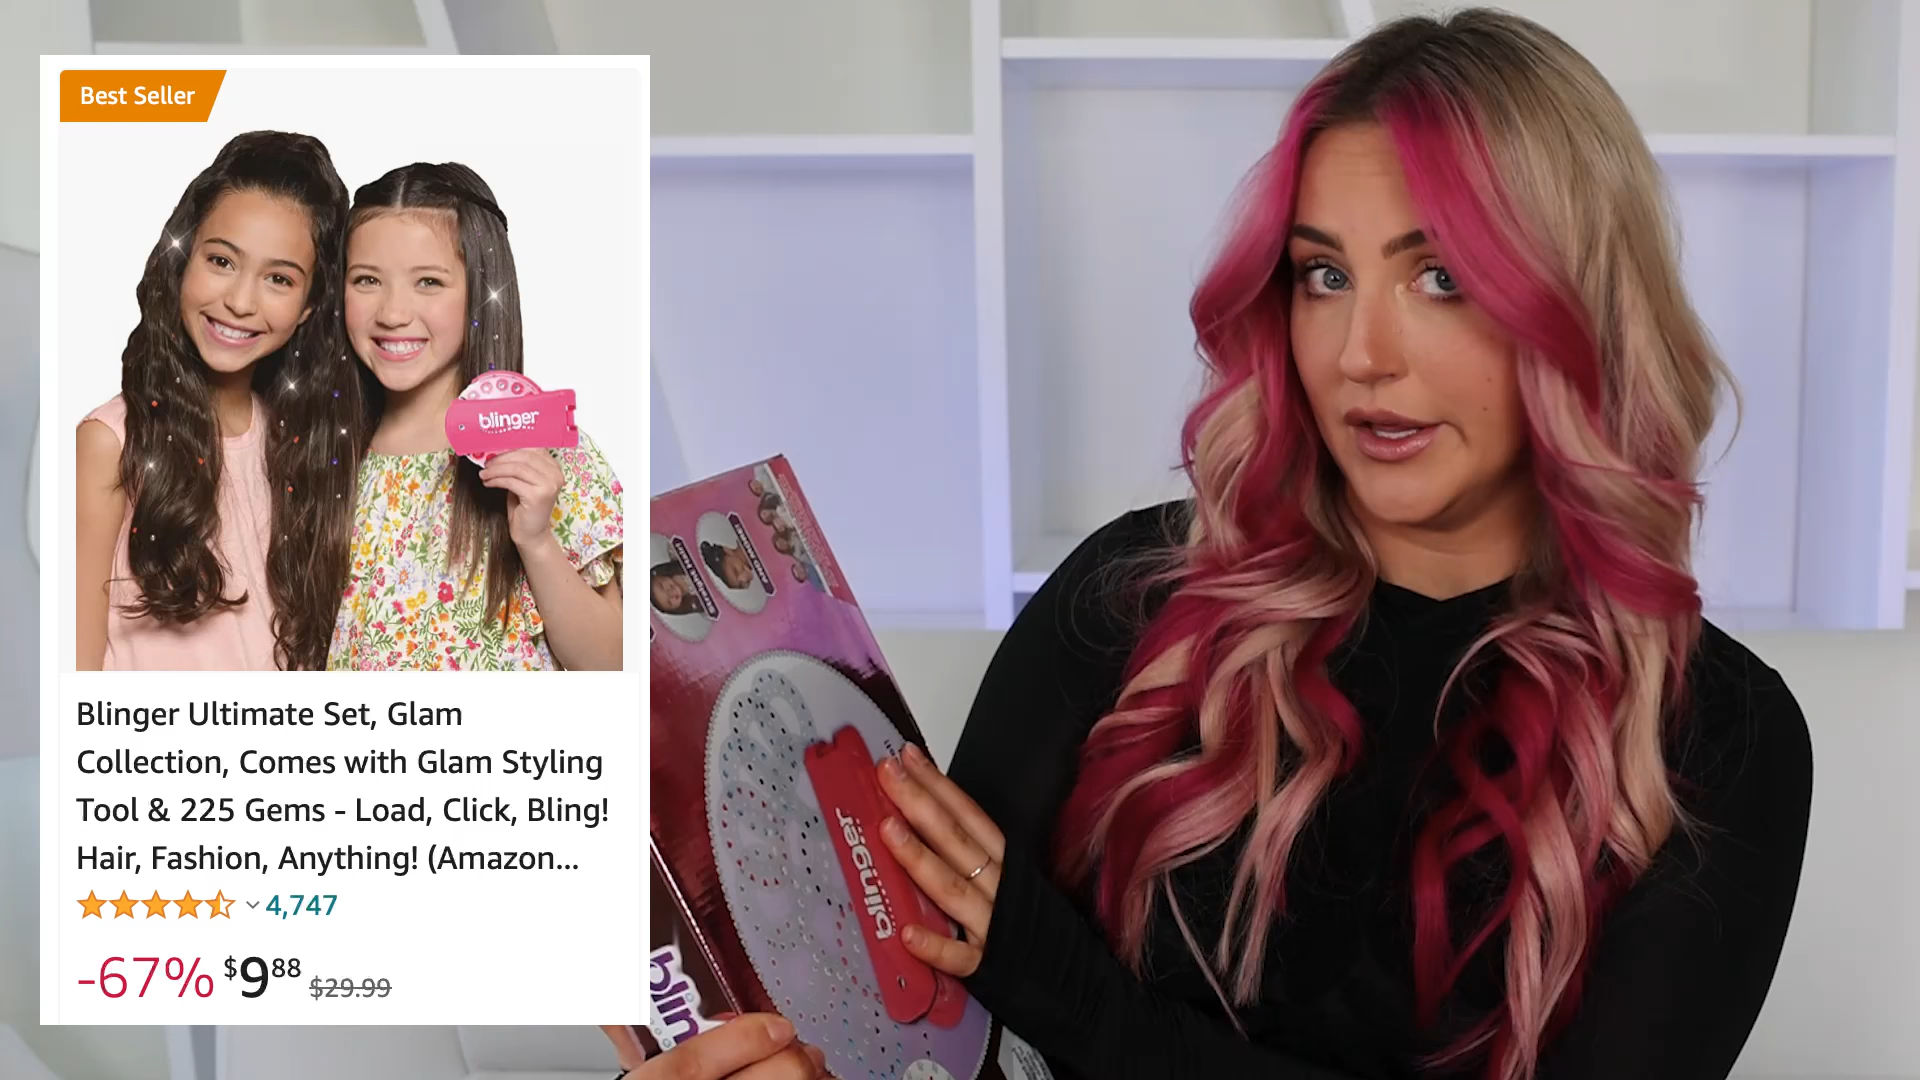 Best Seller
blinger
Blinger Ultimate Set, Glam
Collection, Comes with Glam Styling
Tool & 225 Gems - Load, Click, Bling!
Hair, Fashion, Anything! (Amazon...
4,747
-67% $9 88 $29.99
blinger
blin